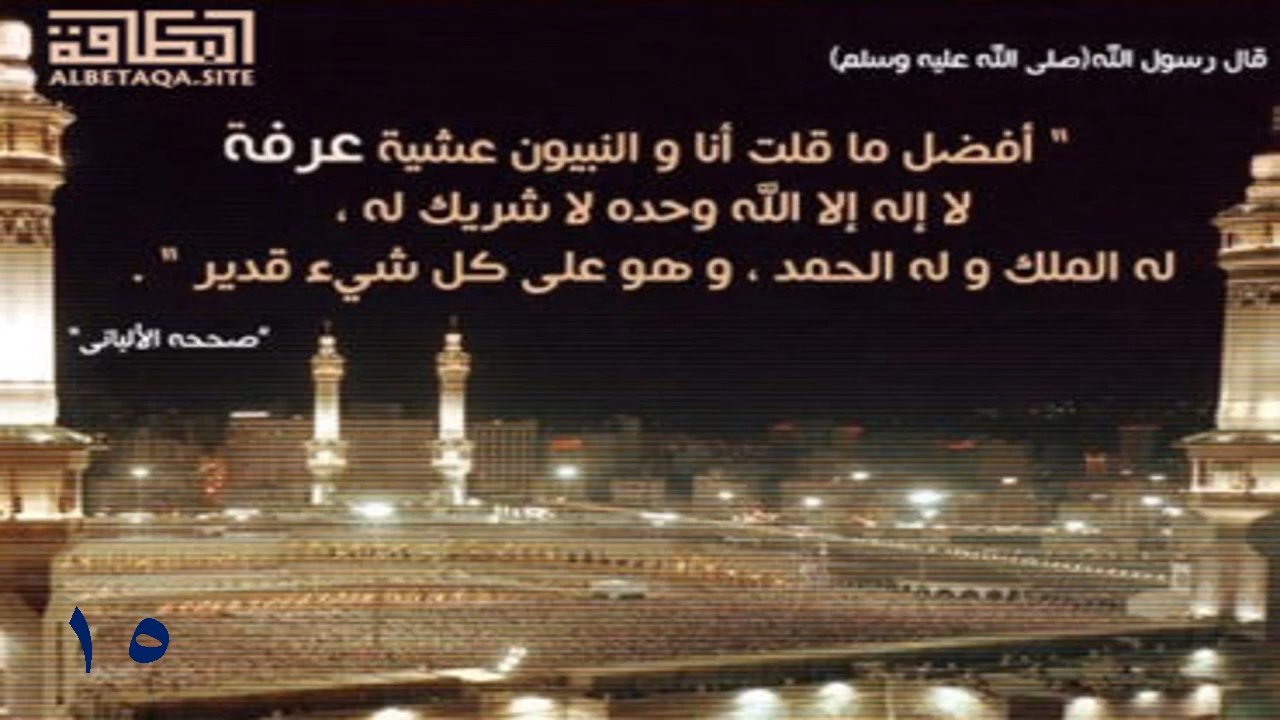 البطاقة
ALBETAQA.SITE
قال رسول الله(صلى الله عليه وسلم)
" أفضل ما قلت أنا و النبيون عشية عرفة
لا إله إلا الله وحده لا شريك له ،
له الملك و له الحمد ، و هو على كل شيء قدير " .
"صححه الألبانى"
١٥